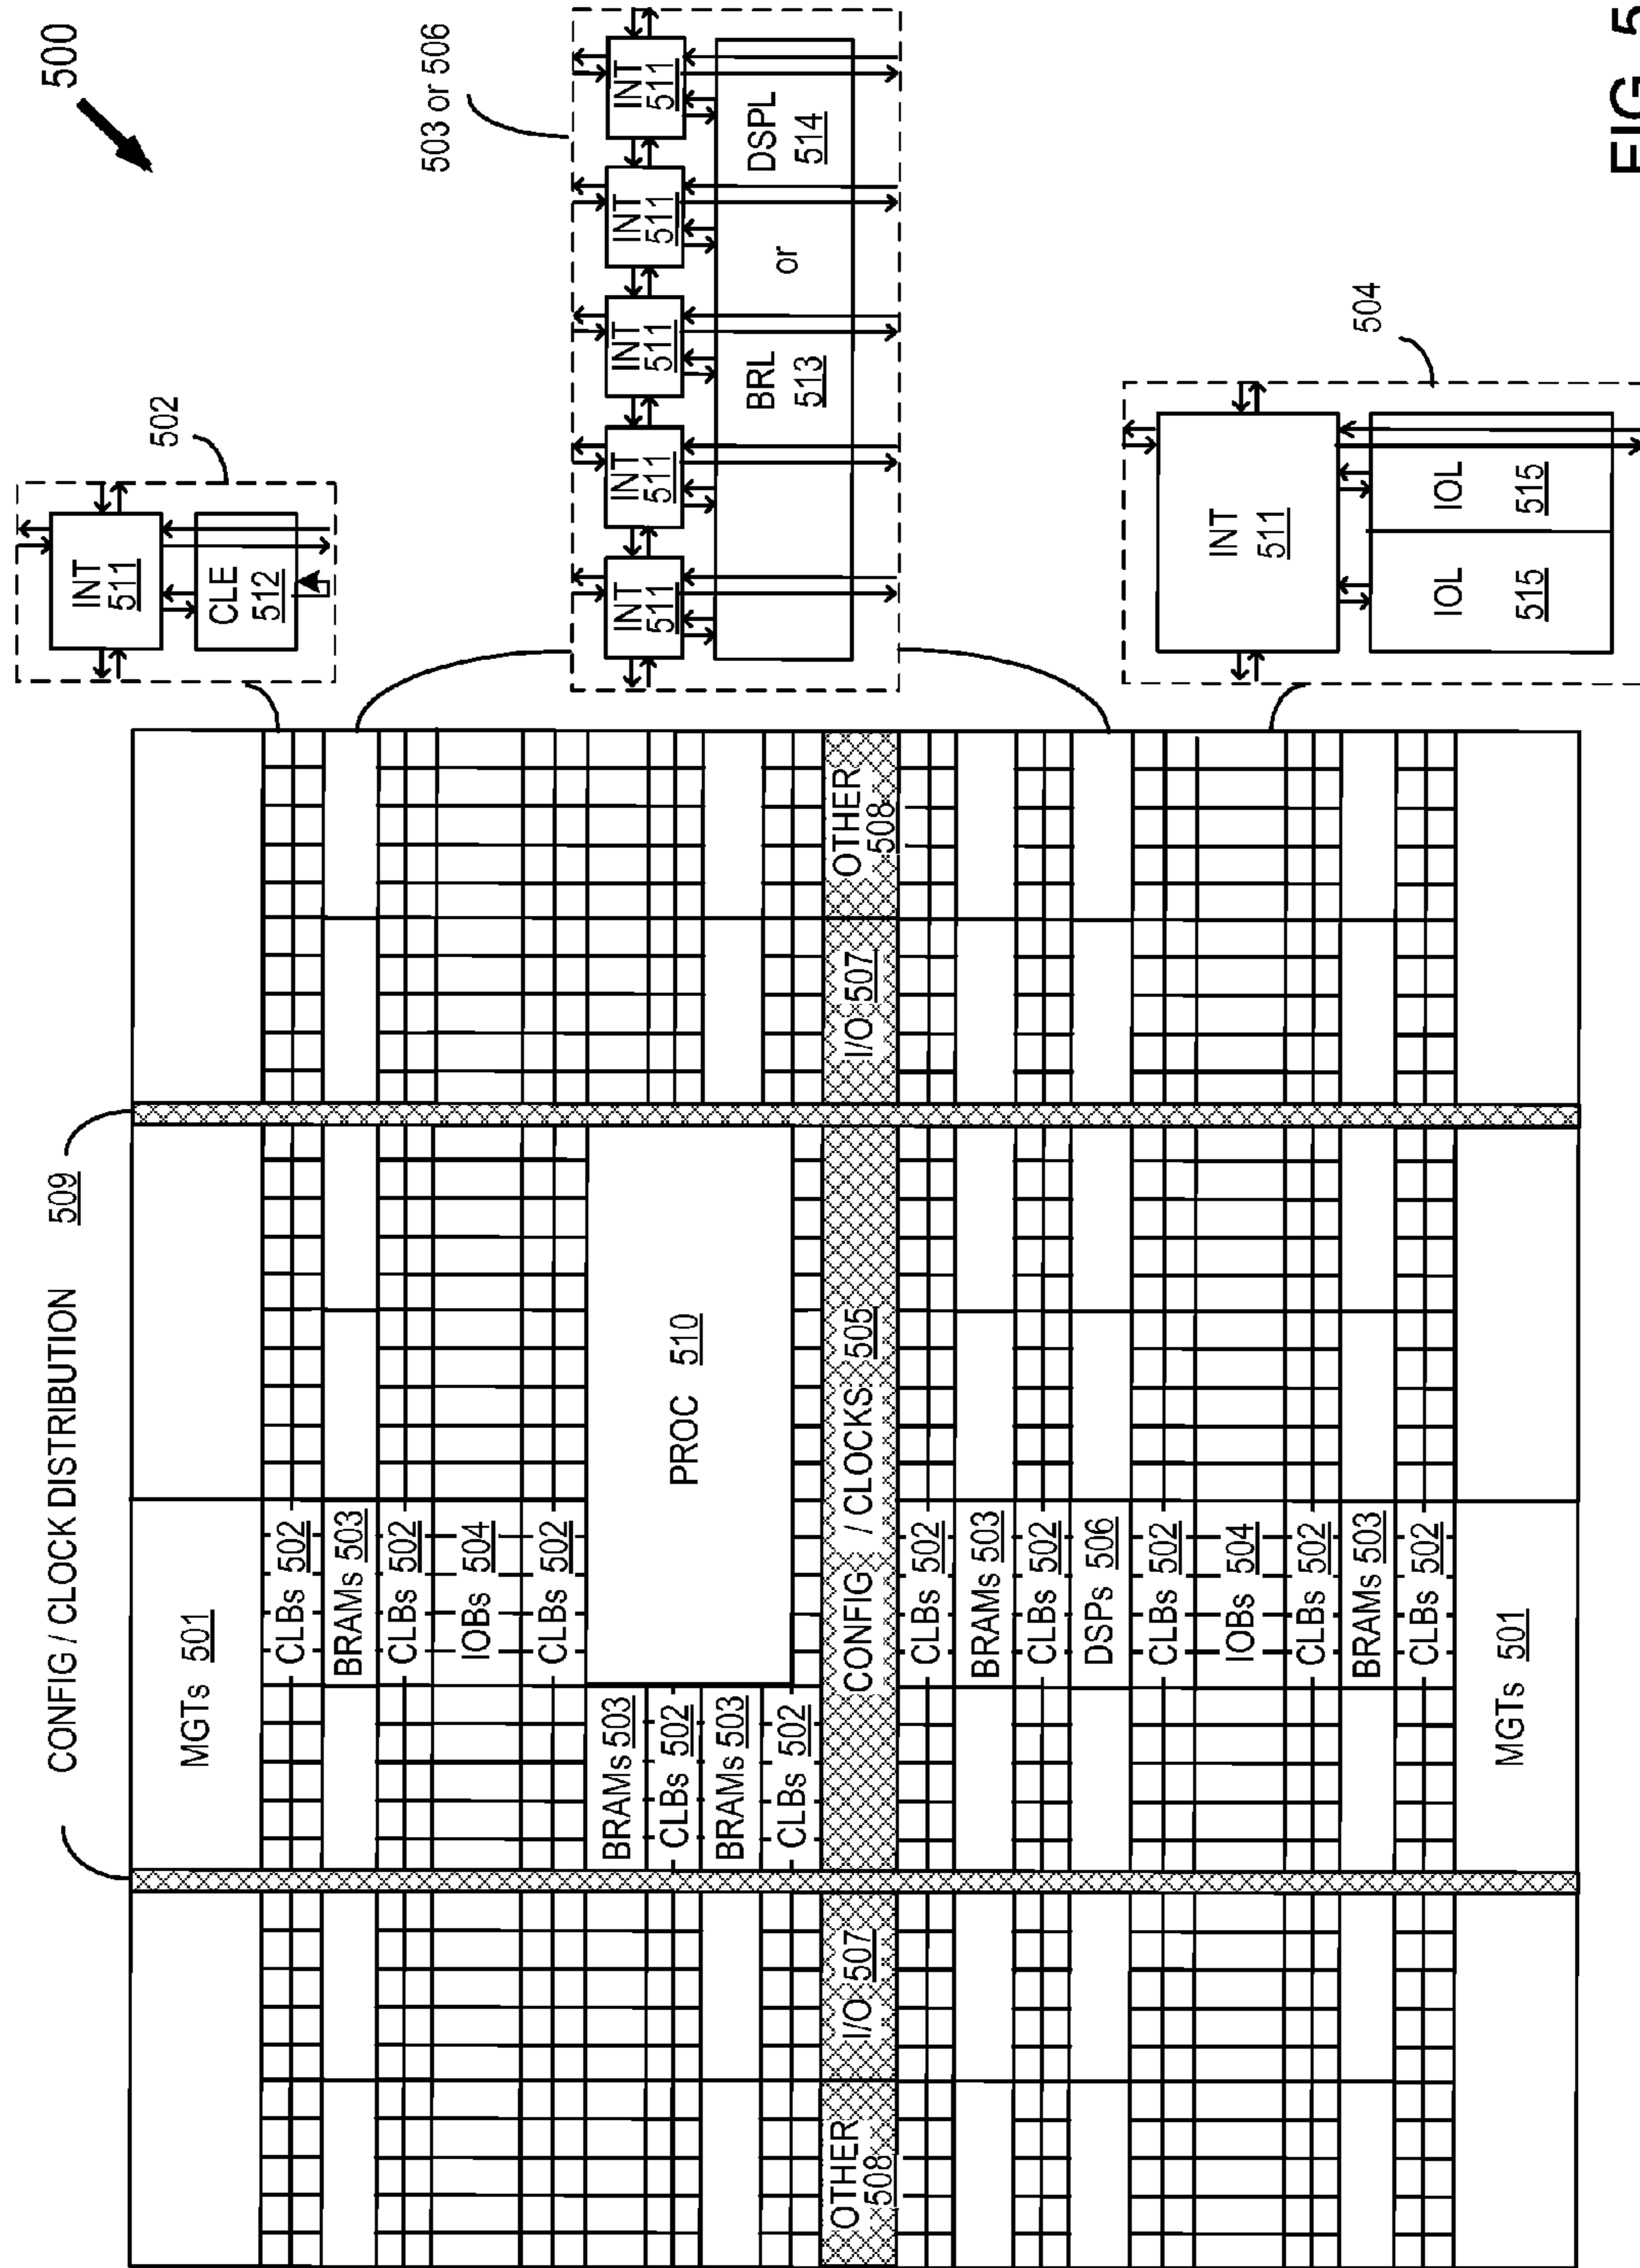 500
CONFIG / CLOCK DISTRIBUTION 509
MGTs 501
CLBs 502
BRAMs 503
CLBs 502
IOBs 504
CLBs 502
PROC 510
BRAMs 503
CLBs 502
BRAMs 503
CLBs 502
OTHER
508
I/O 507
CONFIG / CLOCKS 505
I/O 507
OTHER
508
CLBs 502
BRAMs 503
CLBs 502
DSPs 506
CLBs 502
IOBs 504
CLBs 502
BRAMs 503
CLBs 502
MGTs 501
502
INT
511
CLE
512
503 or 506
INT
511
INT
511
INT
511
INT
511
INT
511
BRL
513
or
DSPL
514
504
INT
511
IOL
515
IOL
515
FIG. 5